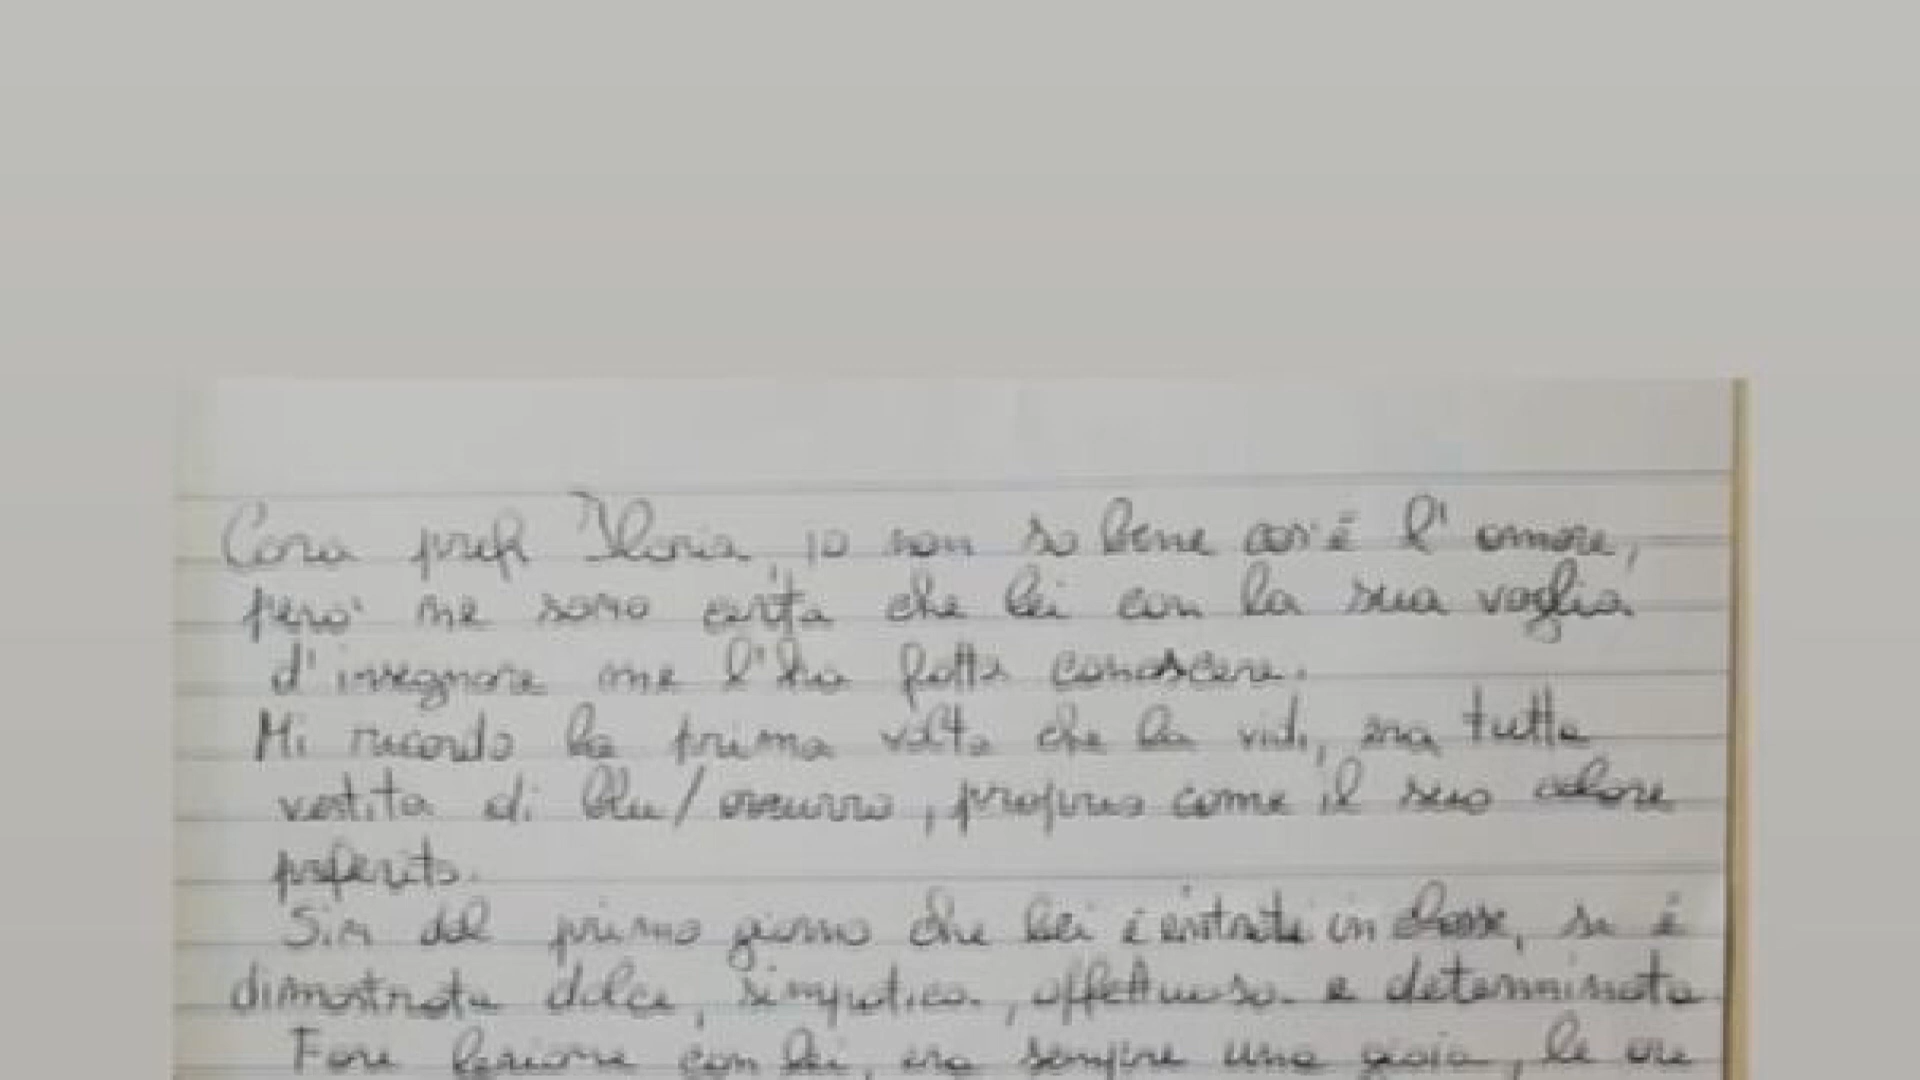 Cara prof Ilaria, io non so bene cos'è l'amore,
però ne sono certa che lei con la sua voglia
d'insegnare me l'ha fatto conoscere.
Mi ricordo la prima volta che la vidi, era tutta
vestita di blu/azzurro, proprio come il suo colore
preferito.
Sin dal primo giorno che lei è entrata in classe, si è
dimostrata dolce, simpatica, affettuosa e determinata.
Fare lezione con lei, era sempre una gioia, le ore